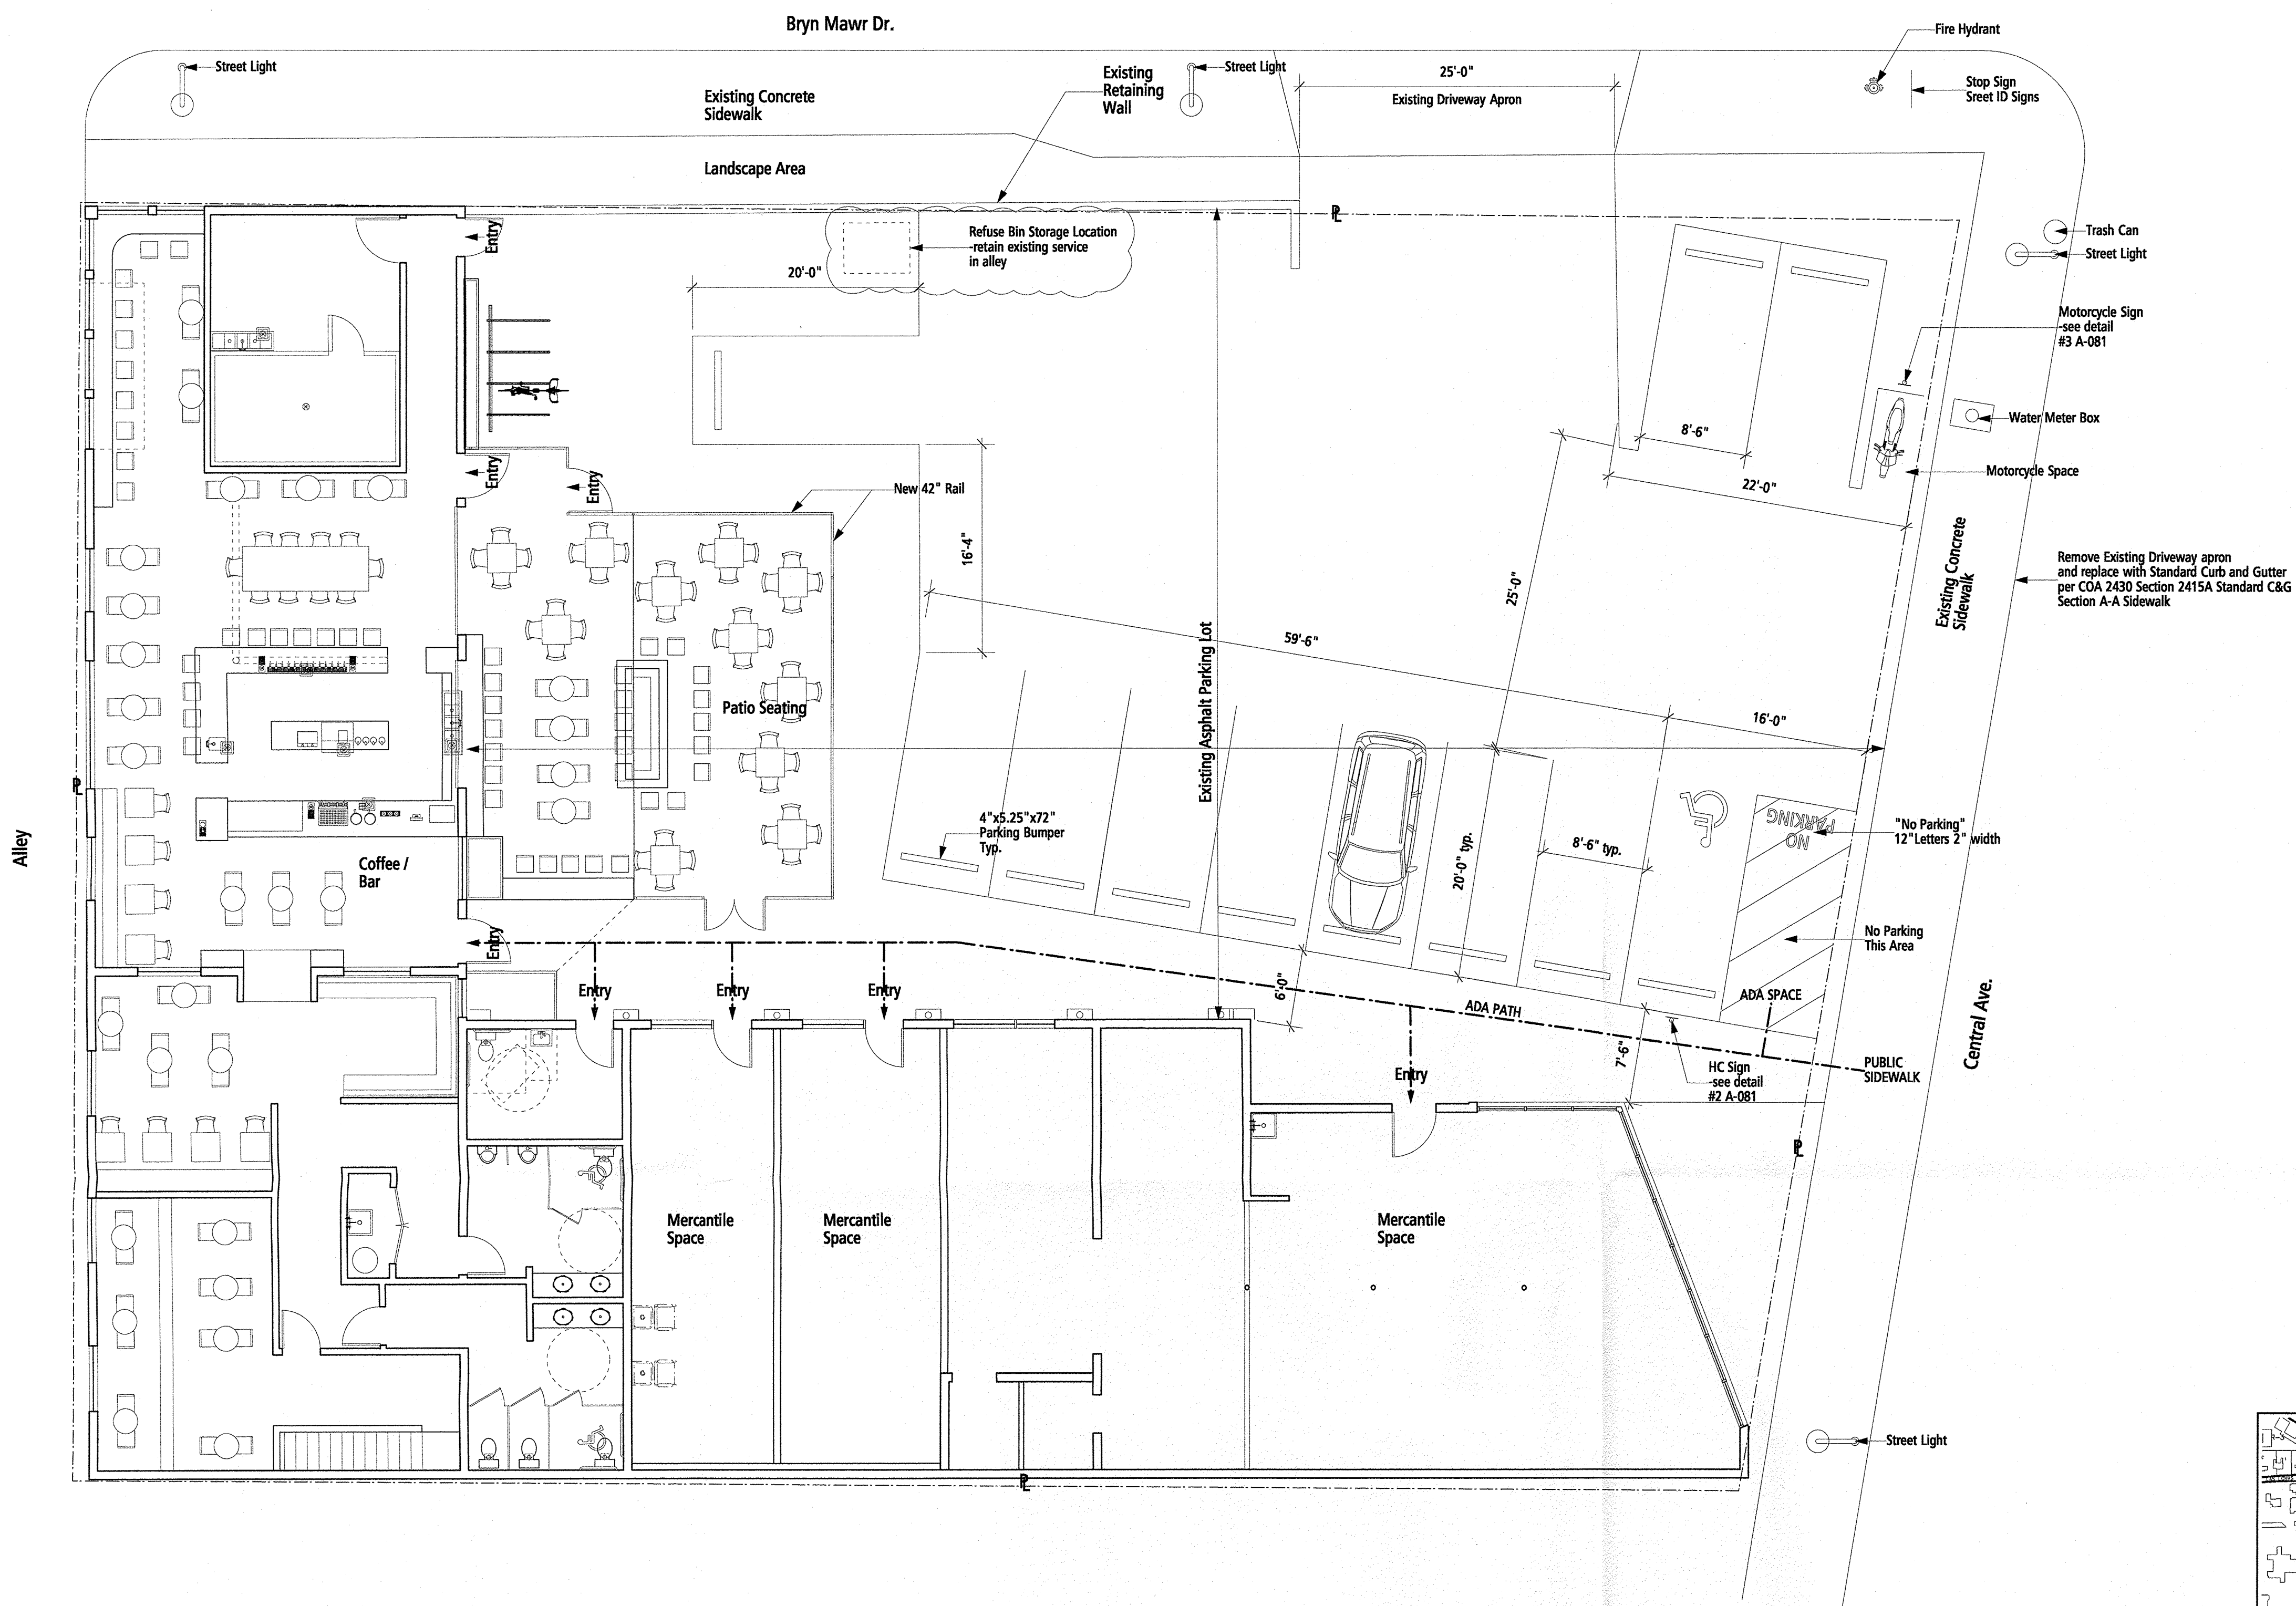 Bryn Mawr Dr.
Fire Hydrant
Street Light
Existing
Retaining
Wall
Street Light
25'-0"
Existing Driveway Apron
Stop Sign
Sreet ID Signs
Existing Concrete
Sidewalk
Landscape Area
PL
Entry
Refuse Bin Storage Location
-retain existing service
in alley
20'-0"
Trash Can
Street Light
Motorcycle Sign
-see detail
#3 A-081
Water Meter Box
8'-6"
Motorcycle Space
22'-0"
Entry
Entry
New 42" Rail
16'-4"
25'-0"
59'-6"
Existing Concrete
Sidewalk
Remove Existing Driveway apron
and replace with Standard Curb and Gutter
per COA 2430 Section 2415A Standard C&G
Section A-A Sidewalk
Existing Asphalt Parking Lot
Patio Seating
16'-0"
PL
Alley
4"x5.25"x72"
Parking Bumper
Typ.
20'-0" typ.
8'-6" typ.
NO
PARKING
"No Parking"
12"Letters 2" width
Coffee /
Bar
No Parking
This Area
Entry
Entry
Entry
Entry
6'-0"
ADA PATH
ADA SPACE
7'-6"
HC Sign
-see detail
#2 A-081
PUBLIC
SIDEWALK
Central Ave.
Entry
PL
Mercantile
Space
Mercantile
Space
Mercantile
Space
Street Light
PL